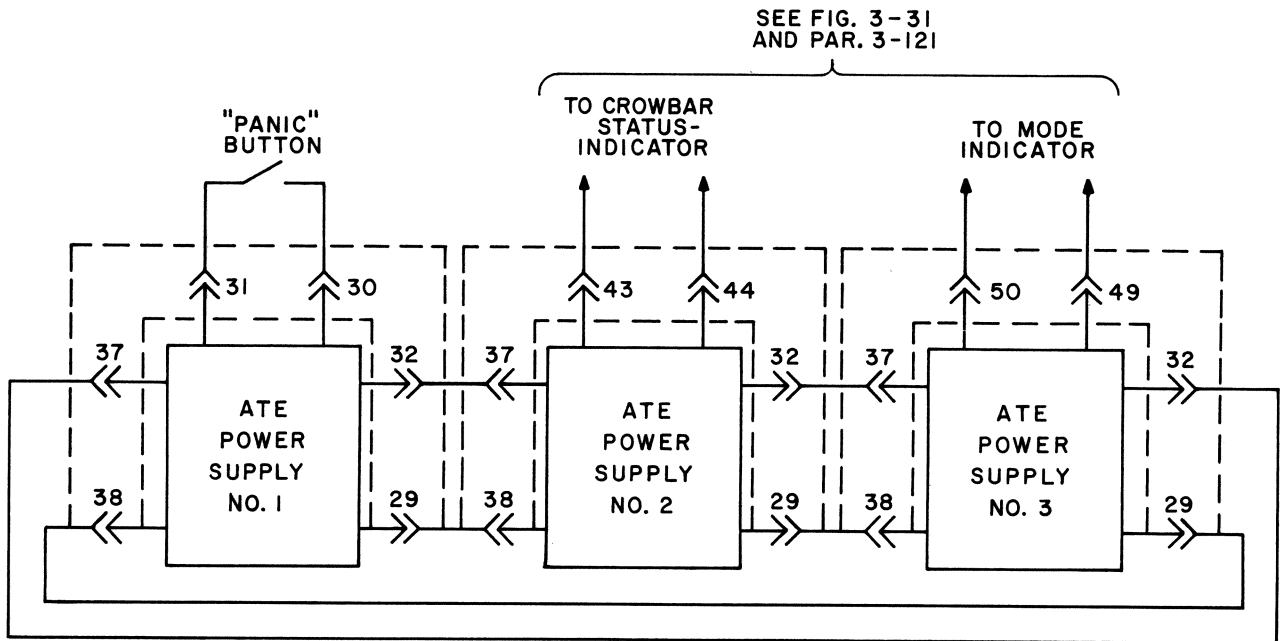 SEE FIG. 3-31
AND PAR. 3-121
TO CROWBAR
STATUS-
INDICATOR
TO MODE
INDICATOR
"PANIC"
BUTTON
31
30
43
44
50
49
37
32
37
32
37
32
ATE
POWER
SUPPLY
NO. 1
ATE
POWER
SUPPLY
NO. 2
ATE
POWER
SUPPLY
NO. 3
38
29
38
29
38
29